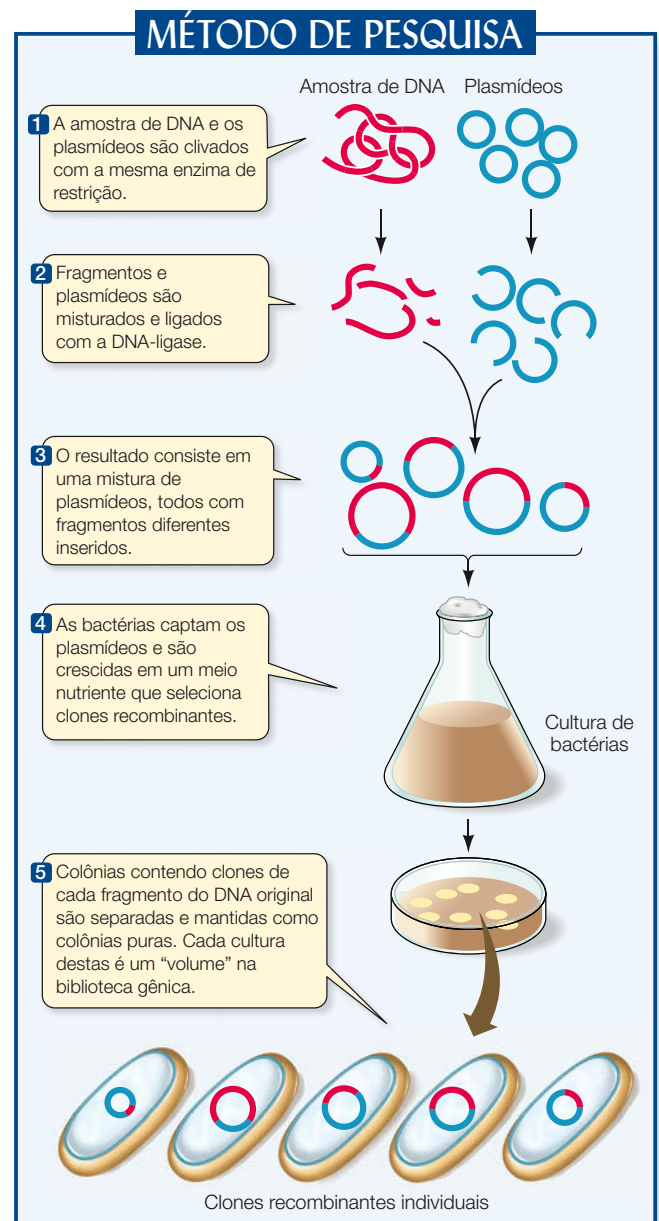 MÉTODO DE PESQUISA
Amostra de DNA
Plasmídeos
1 A amostra de DNA e os
plasmídeos são clivados
com a mesma enzima de
restrição.
2 Fragmentos e
plasmídeos são
misturados e ligados
com a DNA-ligase.
3 O resultado consiste em
uma mistura de
plasmídeos, todos com
fragmentos diferentes
inseridos.
4 As bactérias captam os
plasmídeos e são
crescidas em um meio
nutriente que seleciona
clones recombinantes.
Cultura de
bactérias
5 Colônias contendo clones de
cada fragmento do DNA original
são separadas e mantidas como
colônias puras. Cada cultura
destas é um “volume” na
biblioteca gênica.
Clones recombinantes individuais